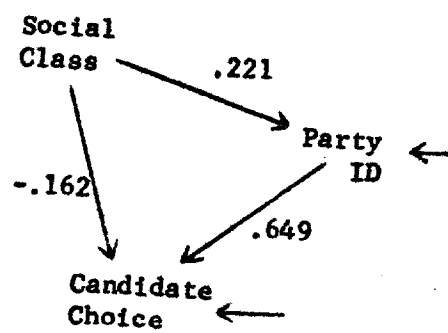 Social
Class
.221
Party
ID
-.162
.649
Candidate
Choice